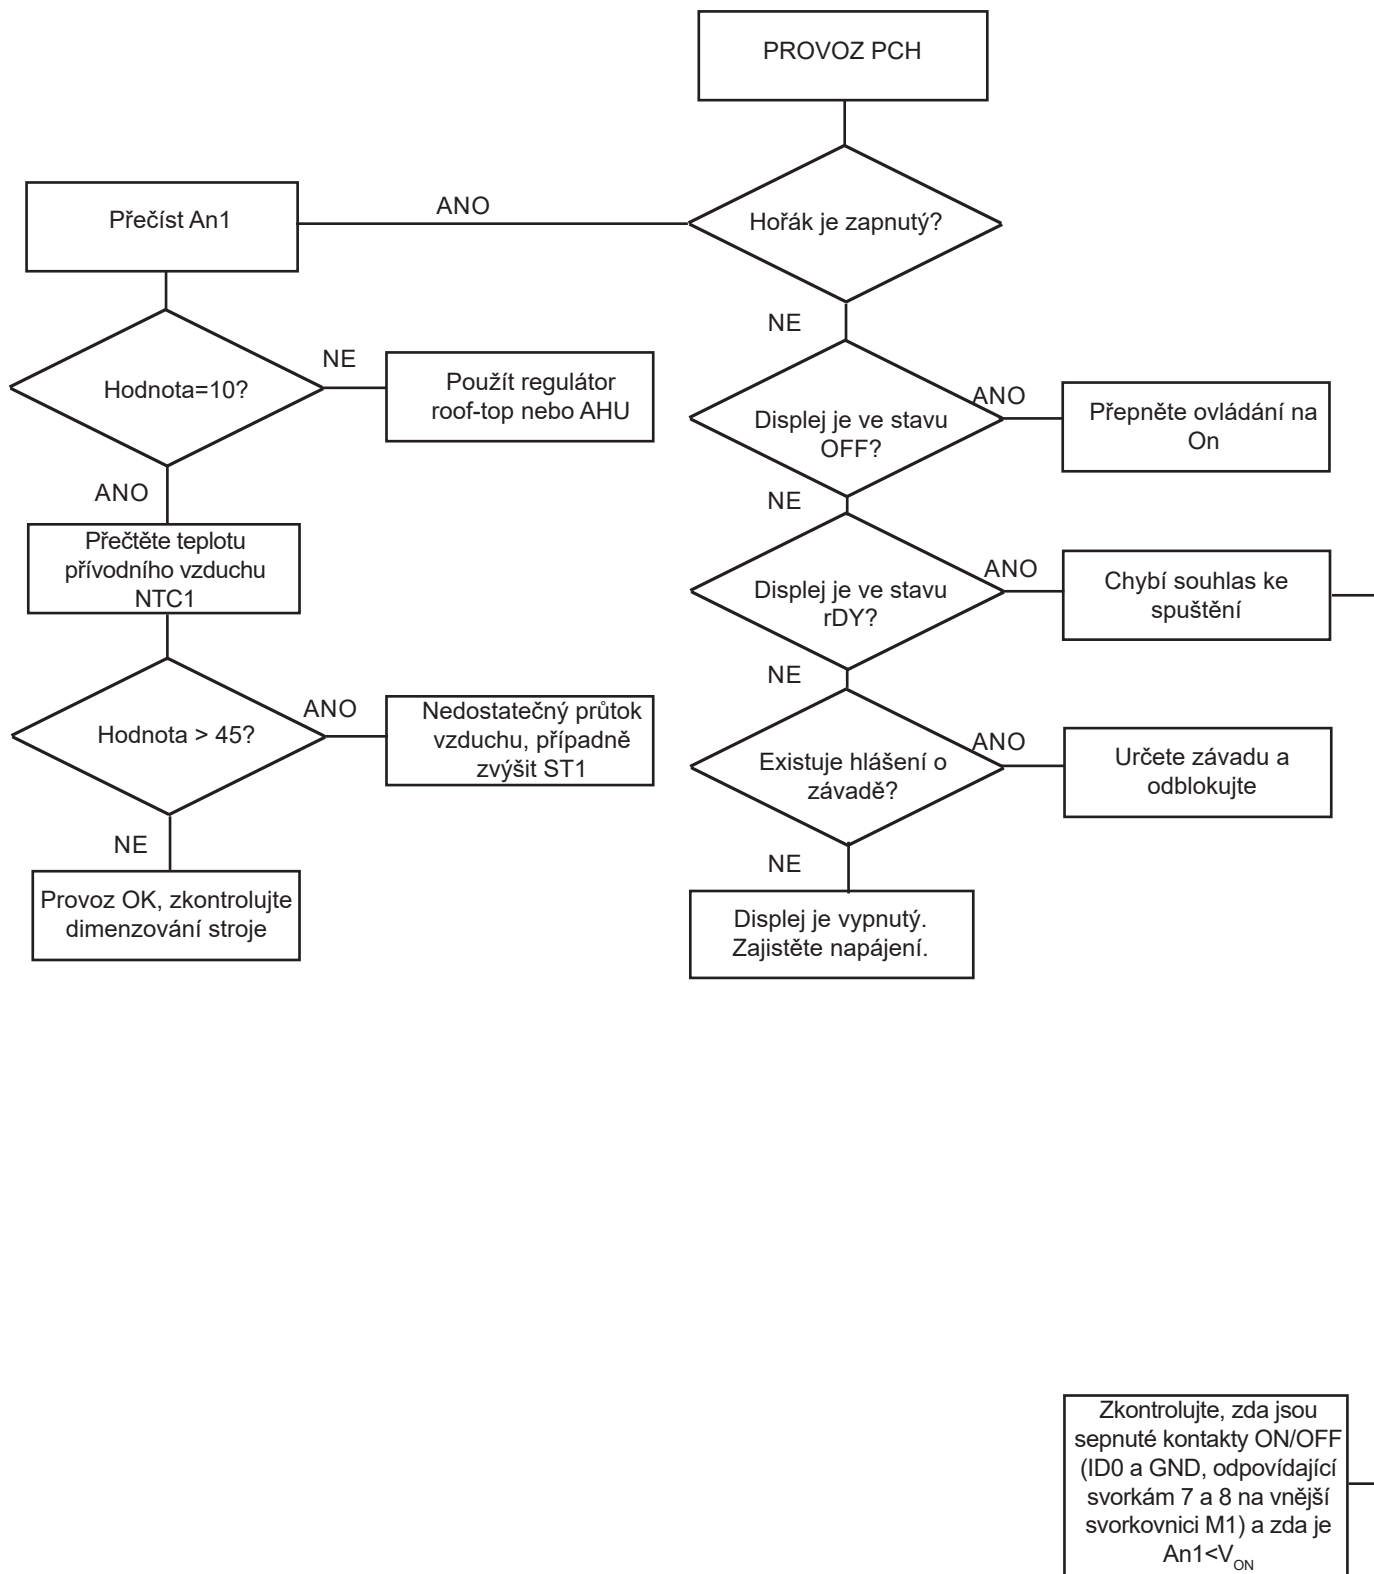 PROVOZ PCH
Hořák je zapnutý?
ANO
Přečíst An1
Hodnota=10?
NE
Použít regulátor
roof-top nebo AHU
ANO
Přečtěte teplotu
přívodního vzduchu
NTC1
Hodnota > 45?
ANO
Nedostatečný průtok
vzduchu, případně
zvýšit ST1
NE
Provoz OK, zkontrolujte
dimenzování stroje
NE
Displej je ve stavu
OFF?
ANO
Přepněte ovládání na
On
NE
Displej je ve stavu
rDY?
ANO
Chybí souhlas ke
spuštění
NE
Existuje hlášení o
závadě?
ANO
Určete závadu a
odblokujte
NE
Displej je vypnutý.
Zajistěte napájení.
Zkontrolujte, zda jsou
sepnuté kontakty ON/OFF
(ID0 a GND, odpovídající
svorkám 7 a 8 na vnější
svorkovnici M1) a zda je
An1<VON